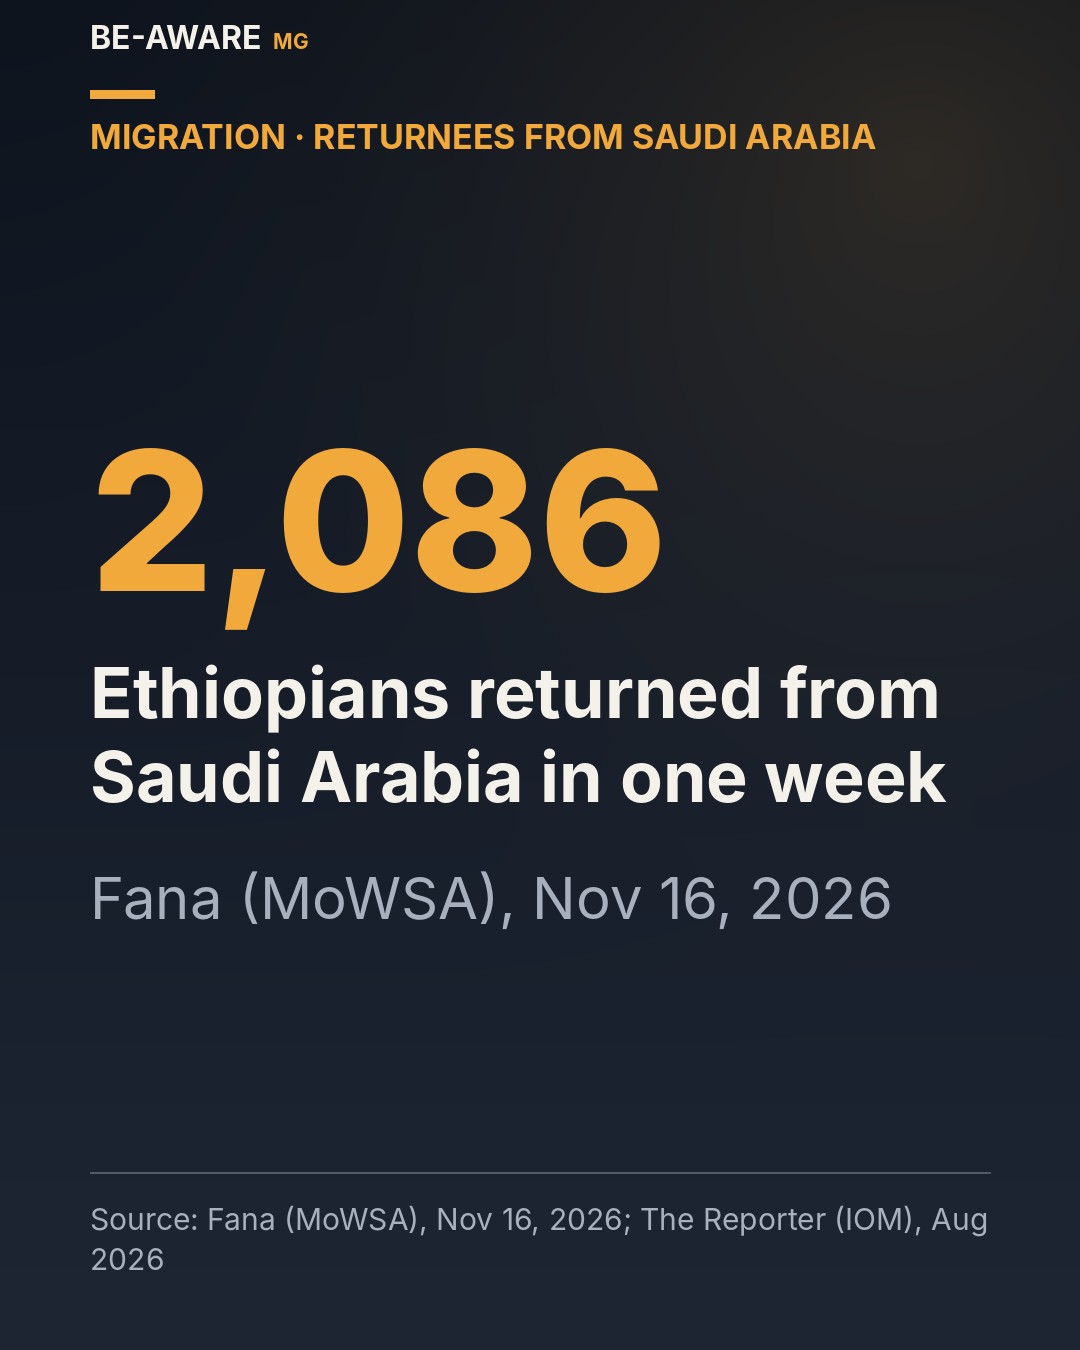 BE-AWARE MG
MIGRATION · RETURNEES FROM SAUDI ARABIA
2,086
Ethiopians returned from
Saudi Arabia in one week
Fana (MoWSA), Nov 16, 2026
Source: Fana (MoWSA), Nov 16, 2026; The Reporter (IOM), Aug
2026